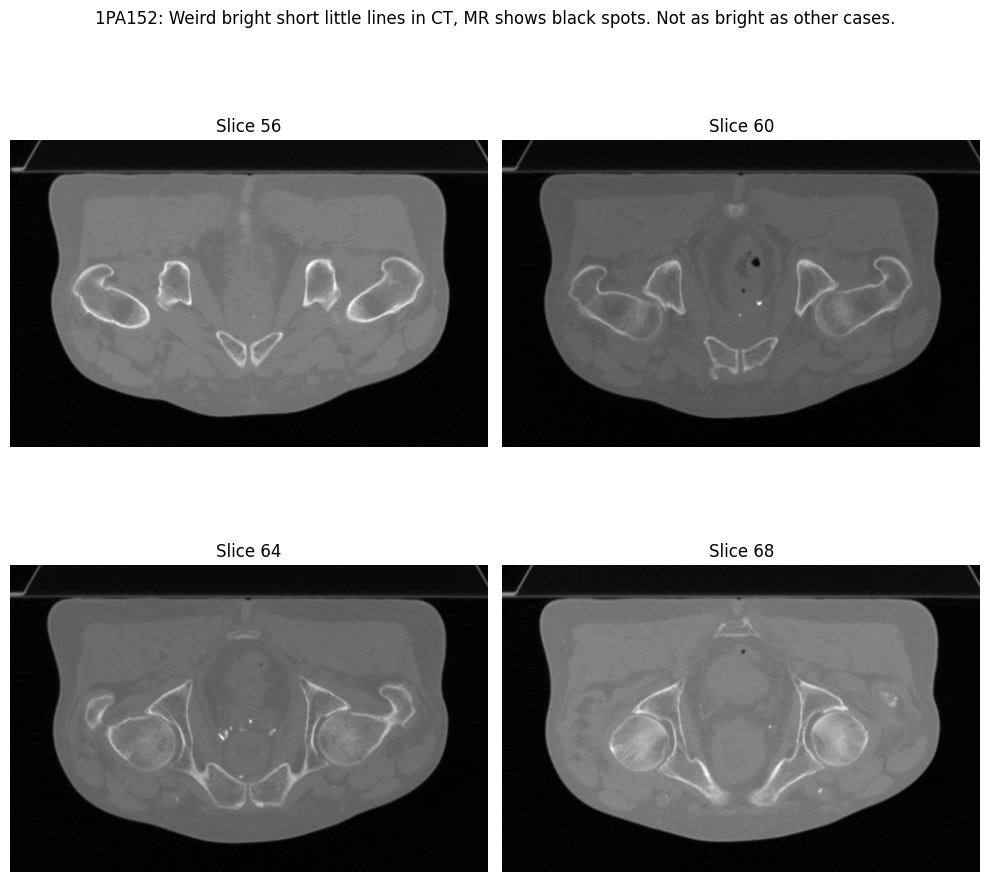 1PA152: Weird bright short little lines in CT, MR shows black spots. Not as bright as other cases.
Slice 56
Slice 60
Slice 64
Slice 68